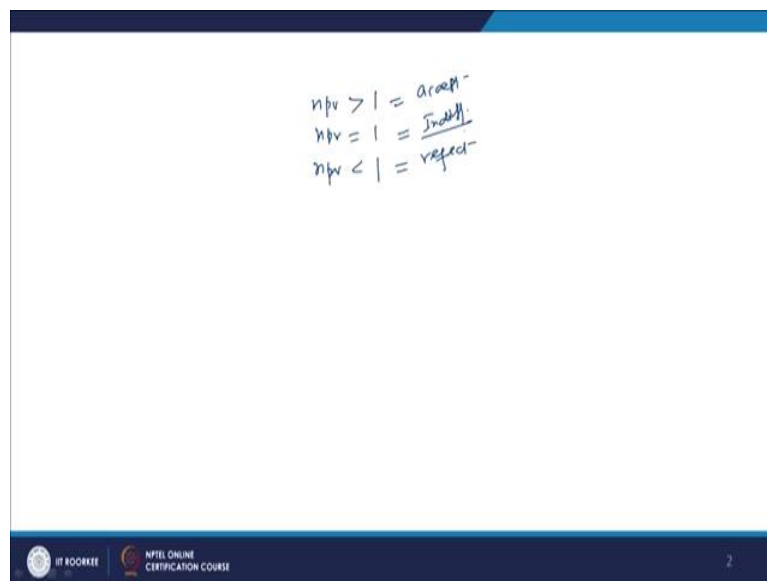 npv > 1 = accept
npv = 1 = Indiff.
npv < 1 = reject
IIT ROORKEE
NPTEL ONLINE
CERTIFICATION COURSE
2